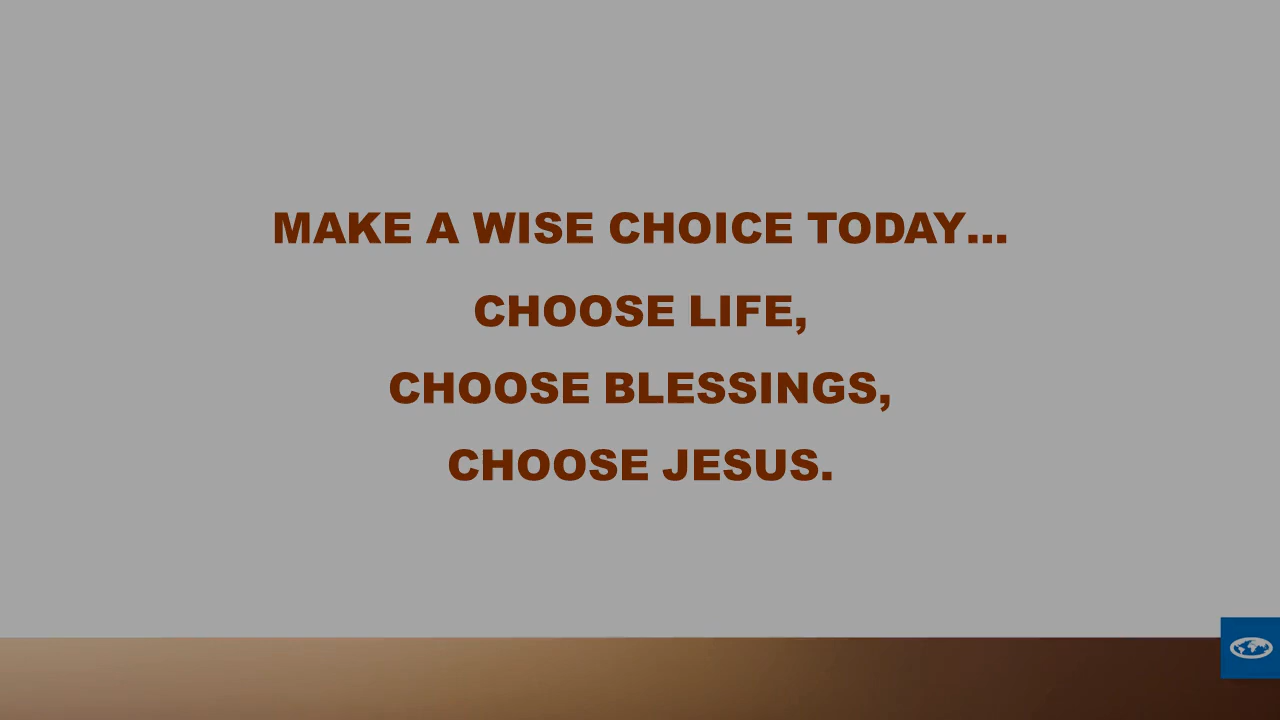 MAKE A WISE CHOICE TODAY...
CHOOSE LIFE,
CHOOSE BLESSINGS,
CHOOSE JESUS.